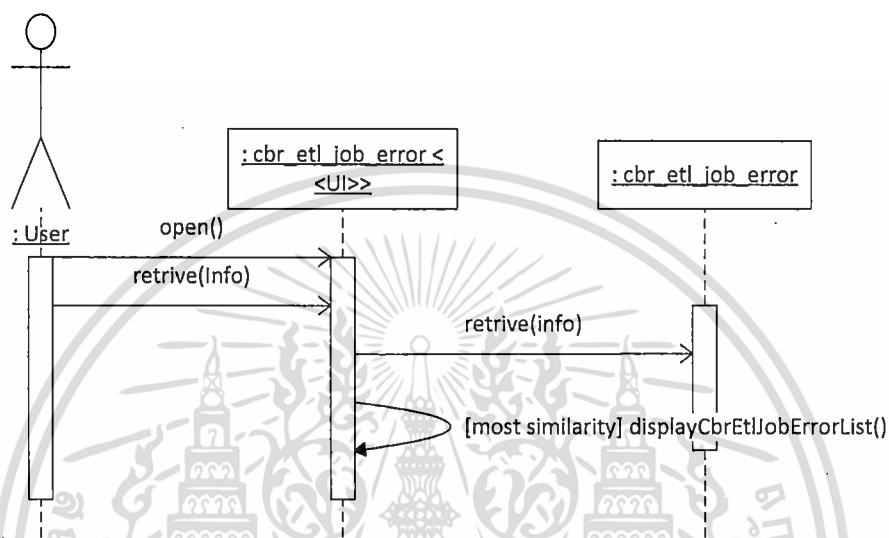 : cbr_etl_job_error <
<UI>>
: cbr_etl_job_error
: User
open()
retrive(Info)
retrive(info)
[most similarity] displayCbrEtlJobErrorList()